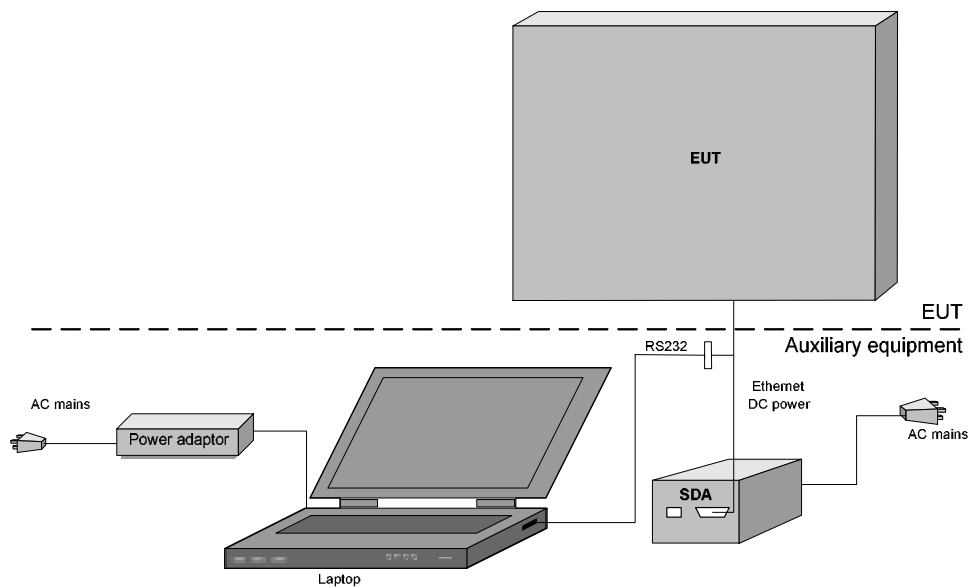 EUT
EUT
RS232
Auxiliary equipment
Ethernet
DC power
AC mains
Power adaptor
AC mains
SDA
Laptop